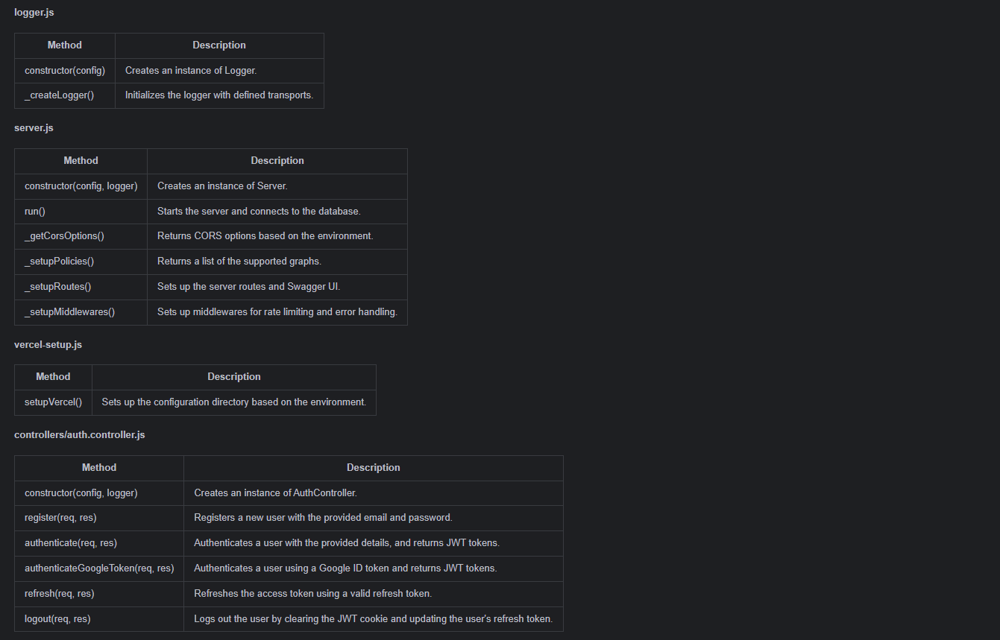 logger.js
Method Description
constructor(config) Creates an instance of Logger.
_createLogger() Initializes the logger with defined transports.
server.js
Method Description
constructor(config, logger) Creates an instance of Server.
run() Starts the server and connects to the database.
_getCorsOptions() Returns CORS options based on the environment.
_setupPolicies() Returns a list of the supported graphs.
_setupRoutes() Sets up the server routes and Swagger UI.
_setupMiddlewares() Sets up middlewares for rate limiting and error handling.
vercel-setup.js
Method Description
setupVercel() Sets up the configuration directory based on the environment.
controllers/auth.controller.js
Method Description
constructor(config, logger) Creates an instance of AuthController.
register(req, res) Registers a new user with the provided email and password.
authenticate(req, res) Authenticates a user with the provided details, and returns JWT tokens.
authenticateGoogleToken(req, res) Authenticates a user using a Google ID token and returns JWT tokens.
refresh(req, res) Refreshes the access token using a valid refresh token.
logout(req, res) Logs out the user by clearing the JWT cookie and updating the user's refresh token.